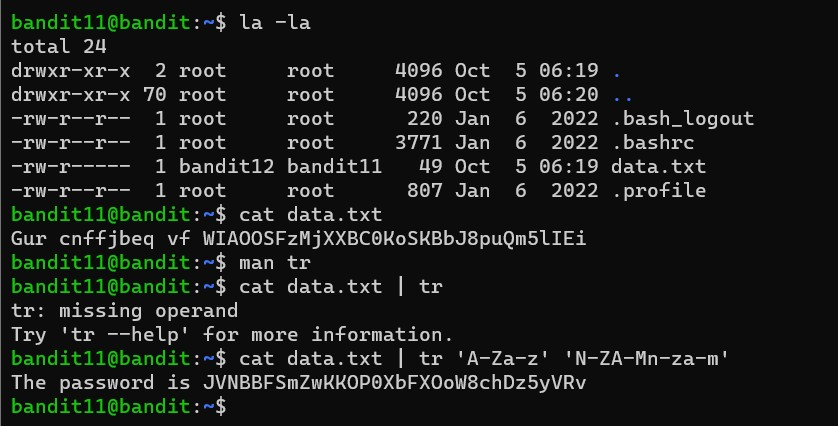 bandit11@bandit:~$ la -la
total 24
drwxr-xr-x  2 root     root     4096 Oct  5 06:19 .
drwxr-xr-x 70 root     root     4096 Oct  5 06:20 ..
-rw-r--r--  1 root     root      220 Jan  6  2022 .bash_logout
-rw-r--r--  1 root     root     3771 Jan  6  2022 .bashrc
-rw-r-----  1 bandit12 bandit11   49 Oct  5 06:19 data.txt
-rw-r--r--  1 root     root      807 Jan  6  2022 .profile
bandit11@bandit:~$ cat data.txt
Gur cnffjbeq vf WIAOOSFzMjXXBC0KoSKBbJ8puQm5lIEi
bandit11@bandit:~$ man tr
bandit11@bandit:~$ cat data.txt | tr
tr: missing operand
Try 'tr --help' for more information.
bandit11@bandit:~$ cat data.txt | tr 'A-Za-z' 'N-ZA-Mn-za-m'
The password is JVNBBFSmZwKKOP0XbFXOoW8chDz5yVRv
bandit11@bandit:~$